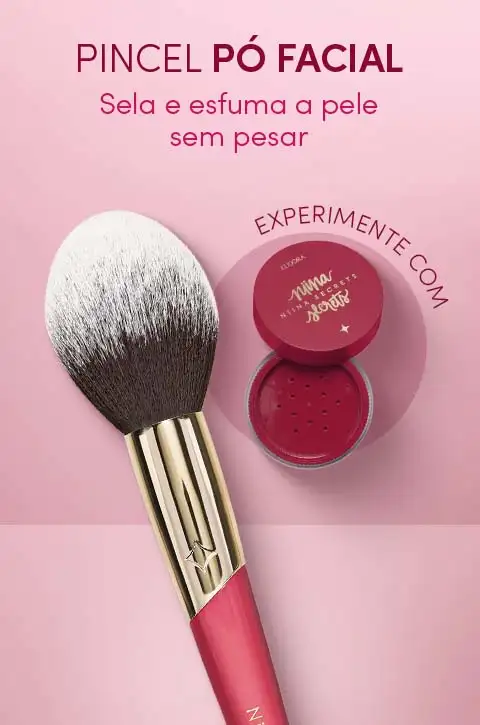 PINCEL PÓ FACIAL
Sela e esfuma a pele
sem pesar
EXPERIMENTE COM
EUDORA
niina
NIINA SECRETS
secrets
N